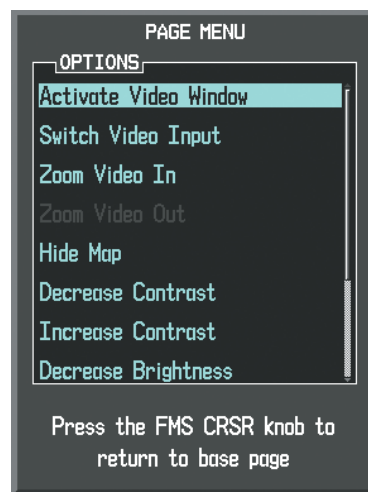 PAGE MENU
OPTIONS
Activate Video Window
Switch Video Input
Zoom Video In
Zoom Video Out
Hide Map
Decrease Contrast
Increase Contrast
Decrease Brightness
Press the FMS CRSR knob to
return to base page